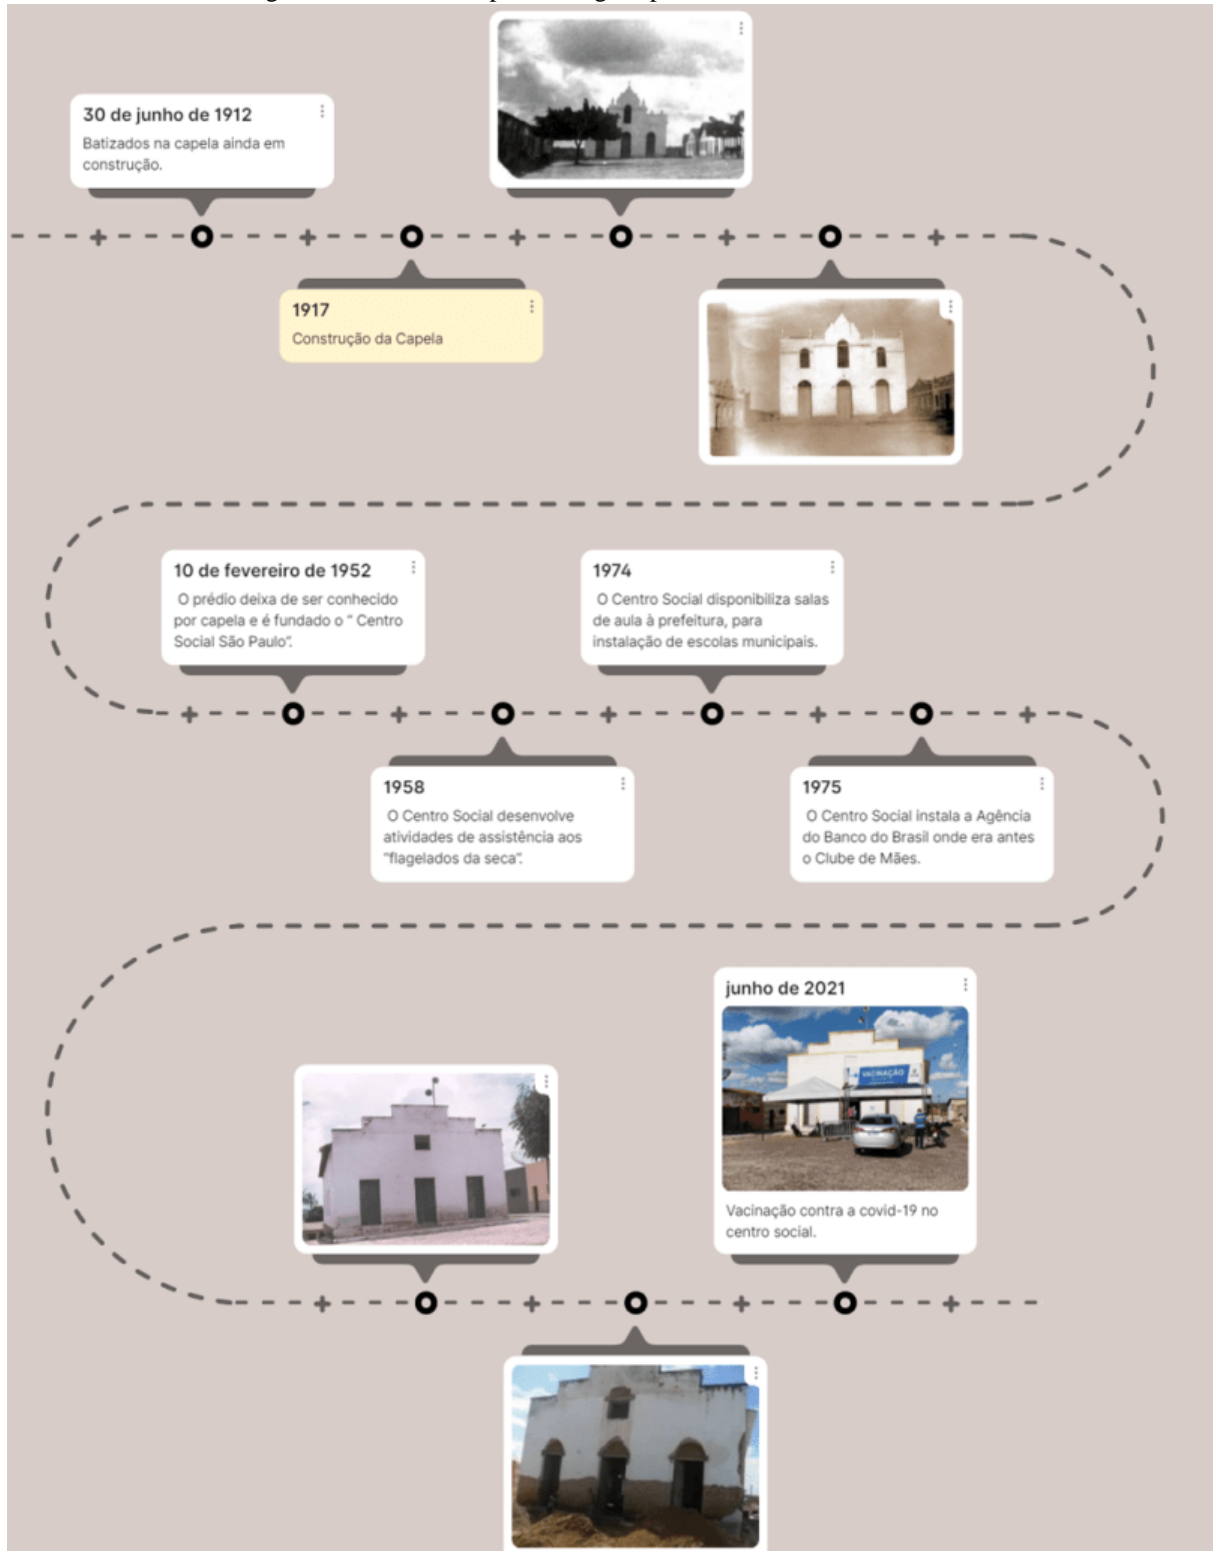 30 de junho de 1912
Batizados na capela ainda em
construção.
1917
Construção da Capela
10 de fevereiro de 1952
O prédio deixa de ser conhecido
por capela e é fundado o " Centro
Social São Paulo".
1974
O Centro Social disponibiliza salas
de aula à prefeitura, para
instalação de escolas municipais.
1958
O Centro Social desenvolve
atividades de assistência aos
"flagelados da seca".
1975
O Centro Social instala a Agência
do Banco do Brasil onde era antes
o Clube de Mães.
junho de 2021
VACINAÇÃO
Vacinação contra a covid-19 no
centro social.